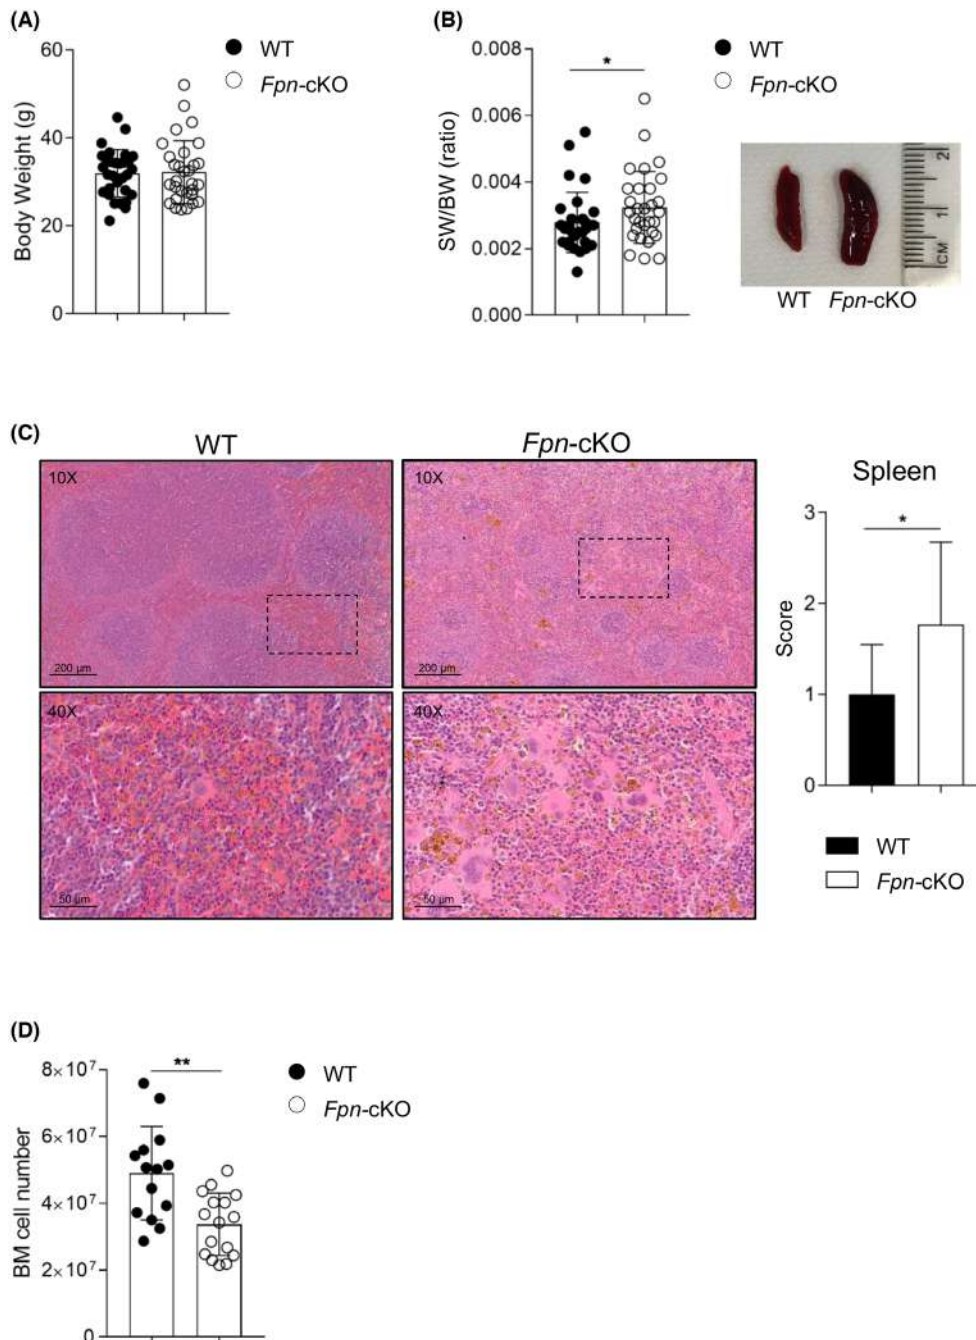 (A)
Body Weight (g)
60
40
20
0
WT
Fpn-cKO
(B)
SW/BW (ratio)
0.008
0.006
0.004
0.002
0.000
*
WT
Fpn-cKO
2
1
CM
WT Fpn-cKO
(C)
WT
Fpn-cKO
10X
200 µm
10X
200 µm
40X
50 µm
40X
50 µm
Spleen
Score
3
2
1
0
*
WT
Fpn-cKO
(D)
BM cell number
8×10⁷
6×10⁷
4×10⁷
2×10⁷
0
**
WT
Fpn-cKO